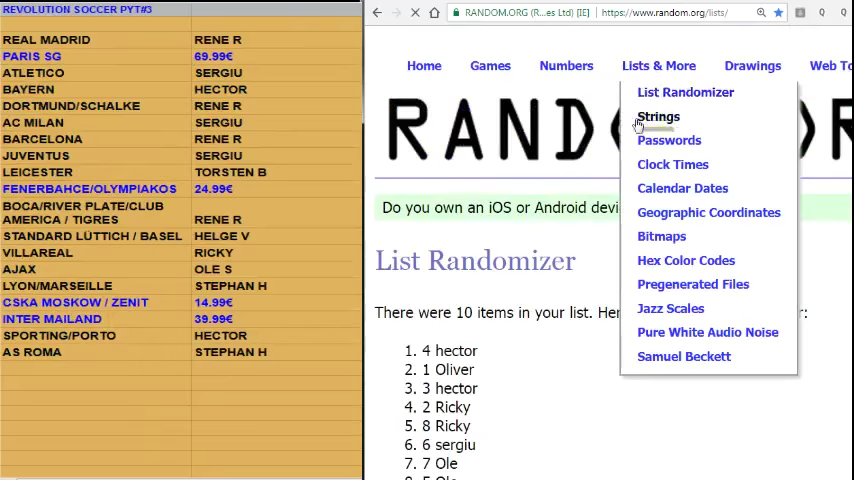 REVOLUTION SOCCER PYT#3
REAL MADRID RENE R
PARIS SG 69.99€
ATLETICO SERGIU
BAYERN HECTOR
DORTMUND/SCHALKE RENE R
AC MILAN SERGIU
BARCELONA RENE R
JUVENTUS SERGIU
LEICESTER TORSTEN B
FENERBAHCE/OLYMPIAKOS 24.99€
BOCA/RIVER PLATE/CLUB
AMERICA / TIGRES RENE R
STANDARD LÜTTICH / BASEL HELGE V
VILLAREAL RICKY
AJAX OLE S
LYON/MARSEILLE STEPHAN H
CSKA MOSKOW / ZENIT 14.99€
INTER MAILAND 39.99€
SPORTING/PORTO HECTOR
AS ROMA STEPHAN H
RANDOM.ORG (R...es Ltd) [IE] https://www.random.org/lists/
Home Games Numbers Lists & More Drawings Web To
List Randomizer
Strings
Passwords
Clock Times
Calendar Dates
Geographic Coordinates
Bitmaps
Hex Color Codes
Pregenerated Files
Jazz Scales
Pure White Audio Noise
Samuel Beckett
RAND
Do you own an iOS or Android devi
List Randomizer
There were 10 items in your list. Her
1. 4 hector
2. 1 Oliver
3. 3 hector
4. 2 Ricky
5. 8 Ricky
6. 6 sergiu
7. 7 Ole